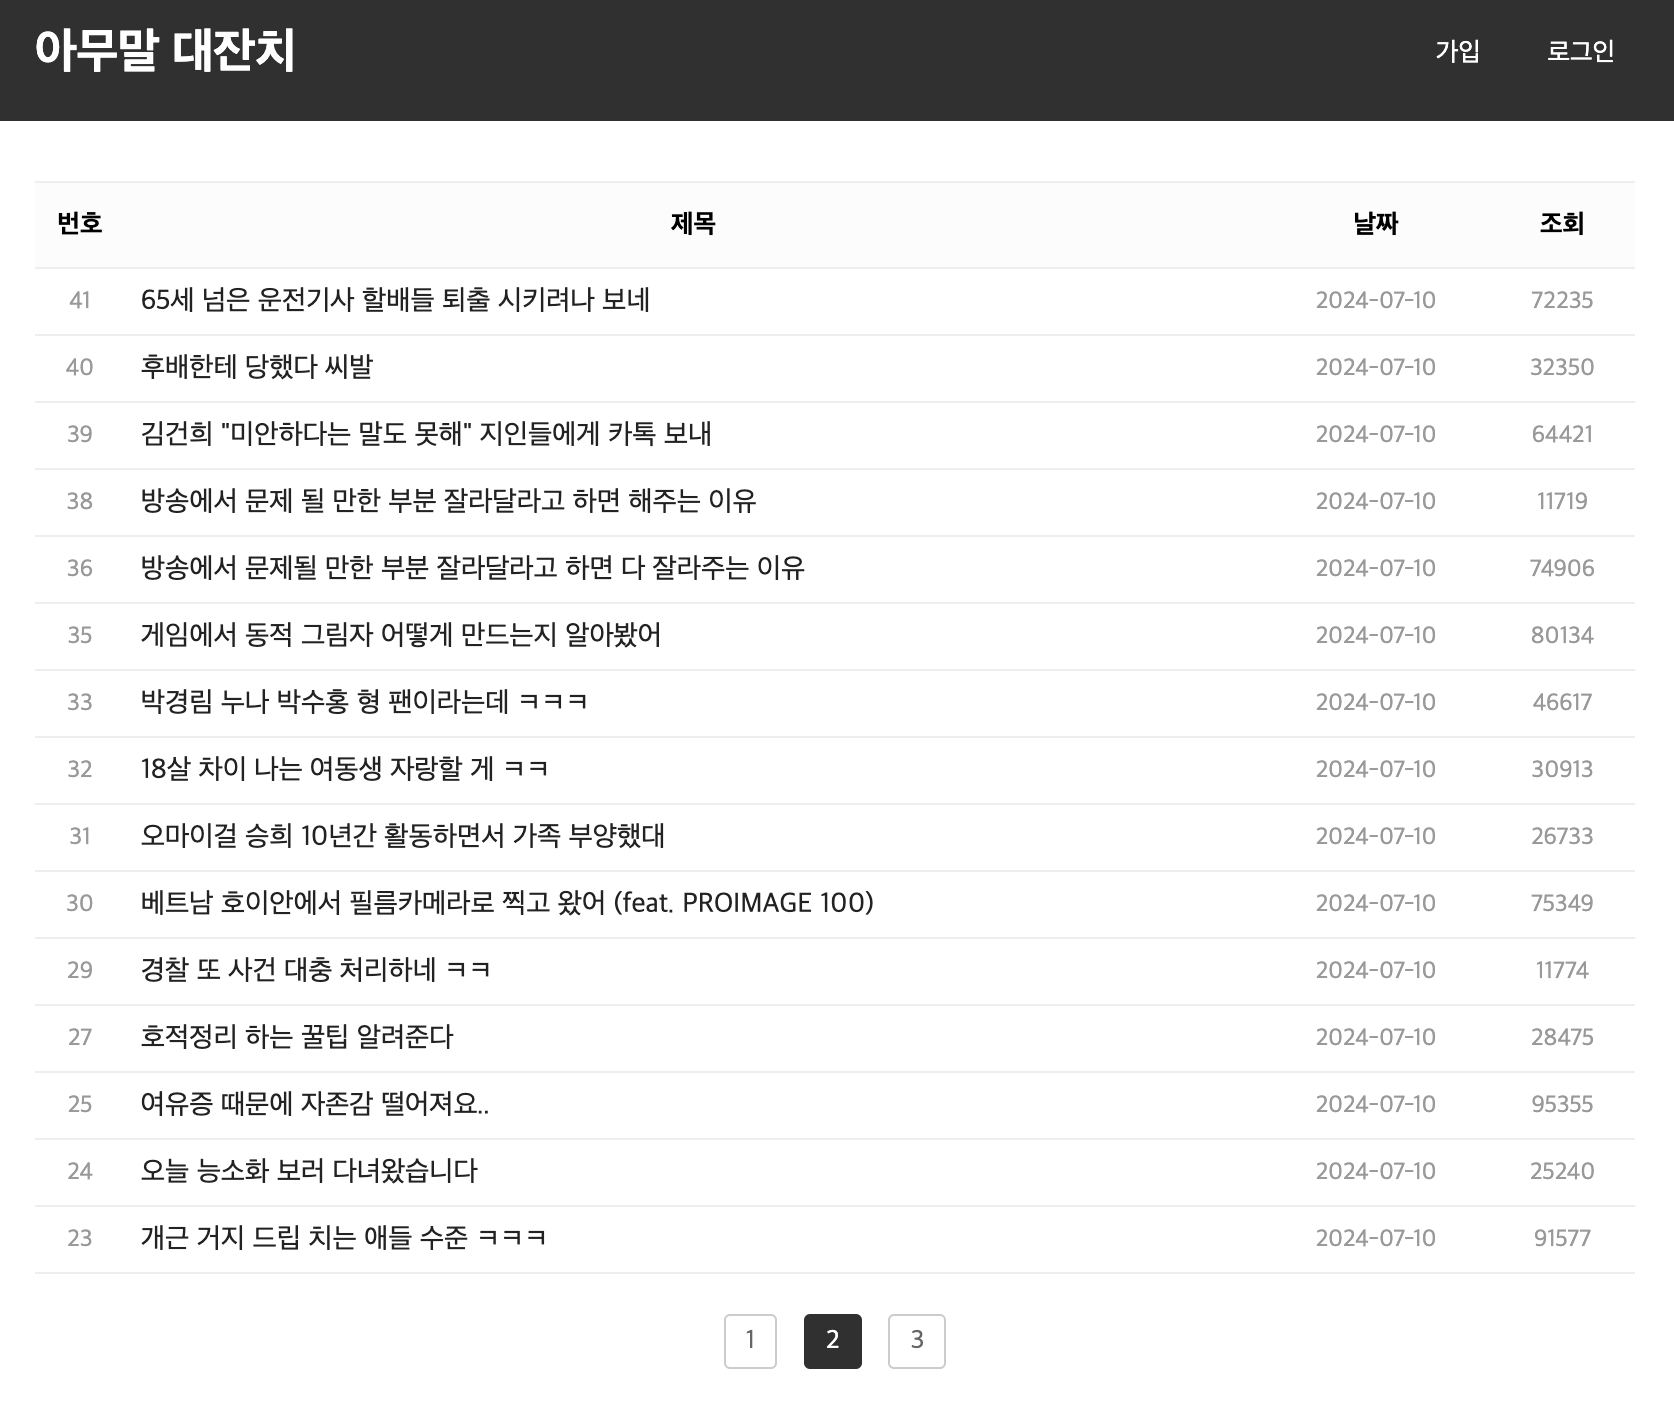 아무말 대잔치 가입 로그인
번호 제목 날짜 조회
41 65세 넘은 운전기사 할배들 퇴출 시키려나 보네 2024-07-10 72235
40 후배한테 당했다 씨발 2024-07-10 32350
39 김건희 "미안하다는 말도 못해" 지인들에게 카톡 보내 2024-07-10 64421
38 방송에서 문제 될 만한 부분 잘라달라고 하면 해주는 이유 2024-07-10 11719
36 방송에서 문제될 만한 부분 잘라달라고 하면 다 잘라주는 이유 2024-07-10 74906
35 게임에서 동적 그림자 어떻게 만드는지 알아봤어 2024-07-10 80134
33 박경림 누나 박수홍 형 팬이라는데 ㅋㅋㅋ 2024-07-10 46617
32 18살 차이 나는 여동생 자랑할 게 ㅋㅋ 2024-07-10 30913
31 오마이걸 승희 10년간 활동하면서 가족 부양했대 2024-07-10 26733
30 베트남 호이안에서 필름카메라로 찍고 왔어 (feat. PROIMAGE 100) 2024-07-10 75349
29 경찰 또 사건 대충 처리하네 ㅋㅋ 2024-07-10 11774
27 호적정리 하는 꿀팁 알려준다 2024-07-10 28475
25 여유증 때문에 자존감 떨어져요.. 2024-07-10 95355
24 오늘 능소화 보러 다녀왔습니다 2024-07-10 25240
23 개근 거지 드립 치는 애들 수준 ㅋㅋㅋ 2024-07-10 91577
1 2 3